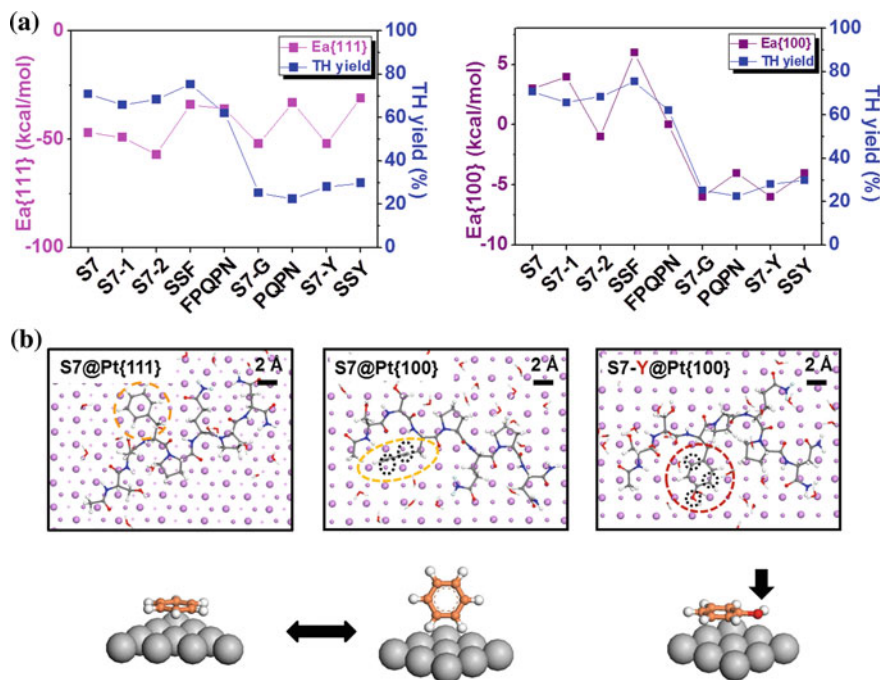 (a)
Ea{111}
TH yield
Ea{111} (kcal/mol)
0
-50
-100
TH yield (%)
100
80
60
40
20
0
S7
S7-1
S7-2
SSF
FPQPN
S7-G
PQPN
S7-Y
SSY
Ea{100}
TH yield
Ea{100} (kcal/mol)
5
0
-5
-10
TH yield (%)
100
80
60
40
20
0
S7
S7-1
S7-2
SSF
FPQPN
S7-G
PQPN
S7-Y
SSY
(b)
S7@Pt{111}
2 Å
S7@Pt{100}
2 Å
S7-Y@Pt{100}
2 Å